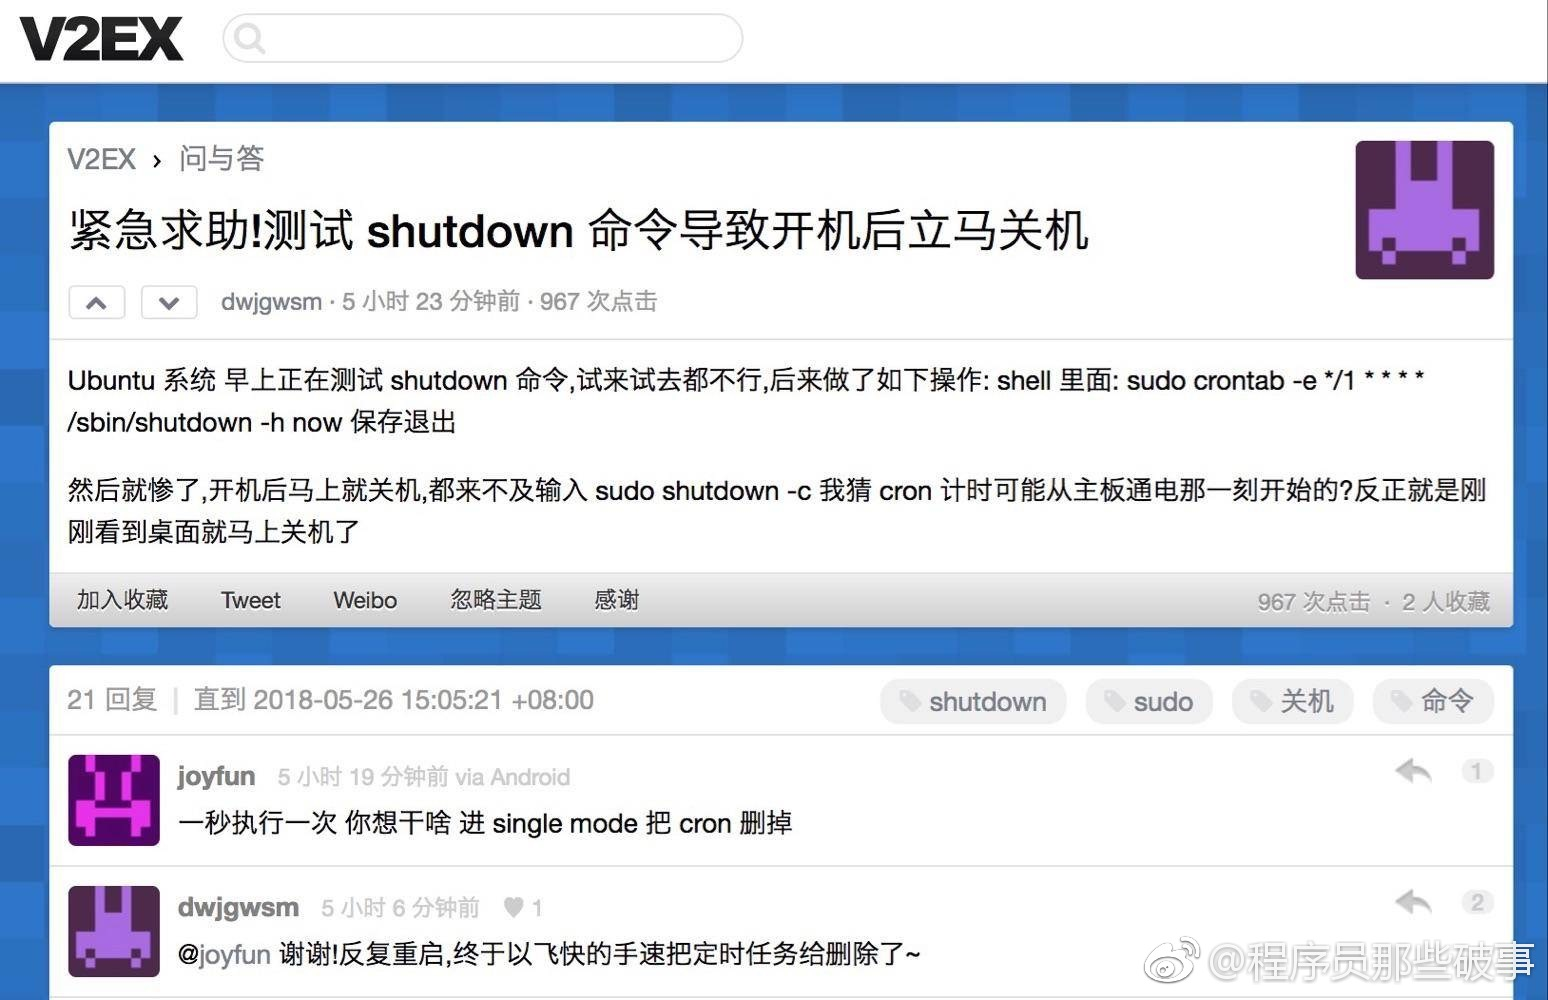 V2EX
V2EX › 问与答
紧急求助!测试 shutdown 命令导致开机后立马关机
dwjgwsm · 5 小时 23 分钟前 · 967 次点击
Ubuntu 系统 早上正在测试 shutdown 命令,试来试去都不行,后来做了如下操作: shell 里面: sudo crontab -e */1 * * * *
/sbin/shutdown -h now 保存退出
然后就惨了,开机后马上就关机,都来不及输入 sudo shutdown -c 我猜 cron 计时可能从主板通电那一刻开始的?反正就是刚
刚看到桌面就马上关机了
加入收藏 Tweet Weibo 忽略主题 感谢 967 次点击 · 2 人收藏
21 回复 | 直到 2018-05-26 15:05:21 +08:00 shutdown sudo 关机 命令
joyfun 5 小时 19 分钟前 via Android 1
一秒执行一次 你想干啥 进 single mode 把 cron 删掉
dwjgwsm 5 小时 6 分钟前 ♥ 1 2
@joyfun 谢谢!反复重启,终于以飞快的手速把定时任务给删除了~
@程序员那些破事